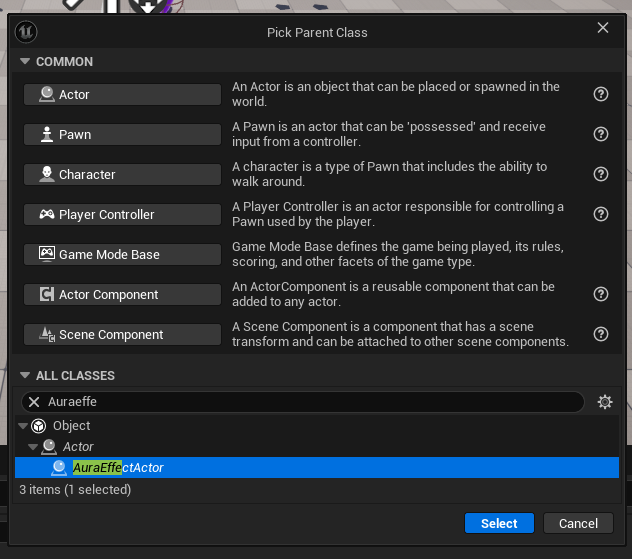 Pick Parent Class
COMMON
Actor
An Actor is an object that can be placed or spawned in the
world.
Pawn
A Pawn is an actor that can be 'possessed' and receive
input from a controller.
Character
A character is a type of Pawn that includes the ability to
walk around.
Player Controller
A Player Controller is an actor responsible for controlling a
Pawn used by the player.
Game Mode Base
Game Mode Base defines the game being played, its rules,
scoring, and other facets of the game type.
Actor Component
An ActorComponent is a reusable component that can be
added to any actor.
Scene Component
A Scene Component is a component that has a scene
transform and can be attached to other scene components.
ALL CLASSES
Auraeffe
Object
Actor
AuraEffectActor
3 items (1 selected)
Select
Cancel